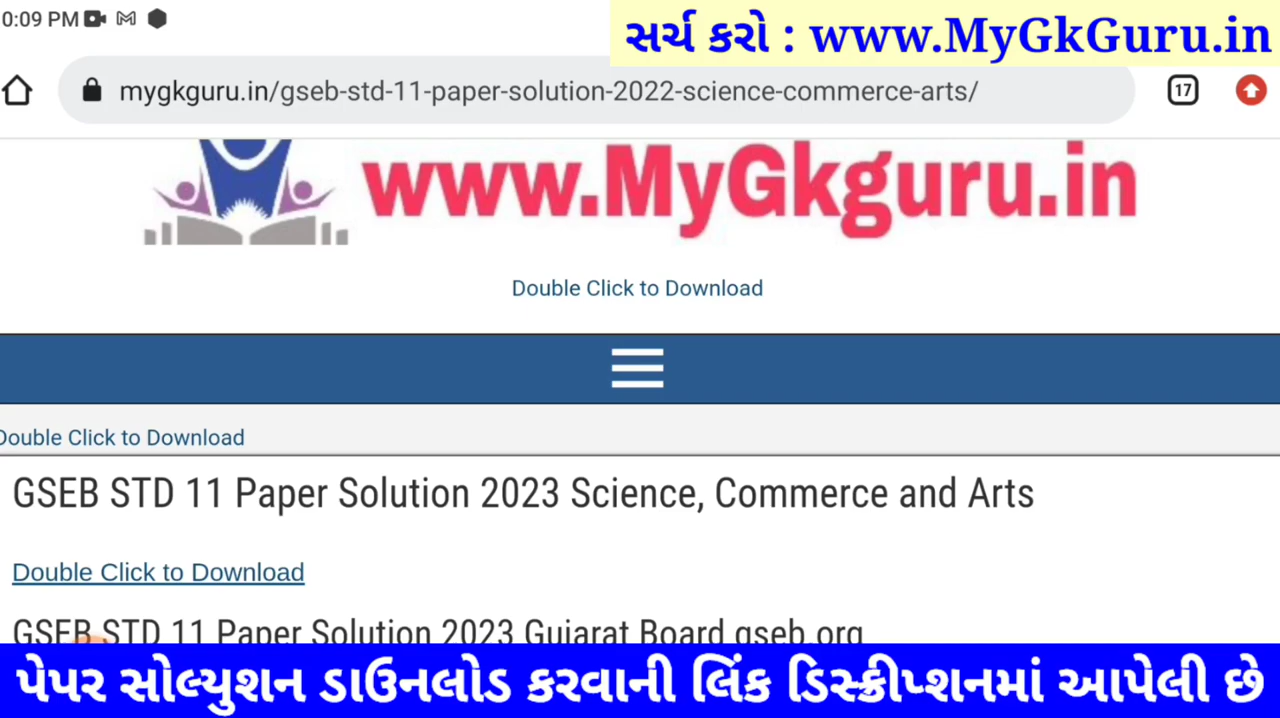 0:09 PM
સર્ચ કરો : www.MyGkGuru.in
mygkguru.in/gseb-std-11-paper-solution-2022-science-commerce-arts/
17
www.MyGkguru.in
Double Click to Download
Double Click to Download
GSEB STD 11 Paper Solution 2023 Science, Commerce and Arts
Double Click to Download
GSEB STD 11 Paper Solution 2023 Gujarat Board gseb.org
પેપર સોલ્યુશન ડાઉનલોડ કરવાની લિંક ડિસ્ક્રીપ્શનમાં આપેલી છે